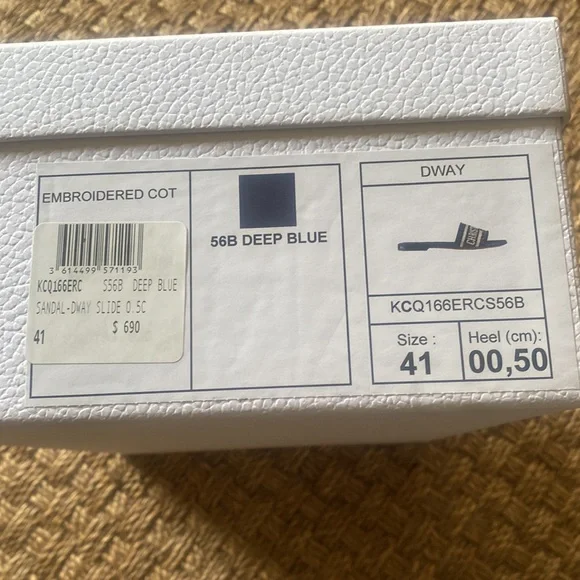 EMBROIDERED COT
3 614499 571193
KCQ166ERC S56B DEEP BLUE
SANDAL-DWAY SLIDE 0.5C
$ 690
41
56B DEEP BLUE
DWAY
KCQ166ERCS56B
Size :
41
Heel (cm):
00,50